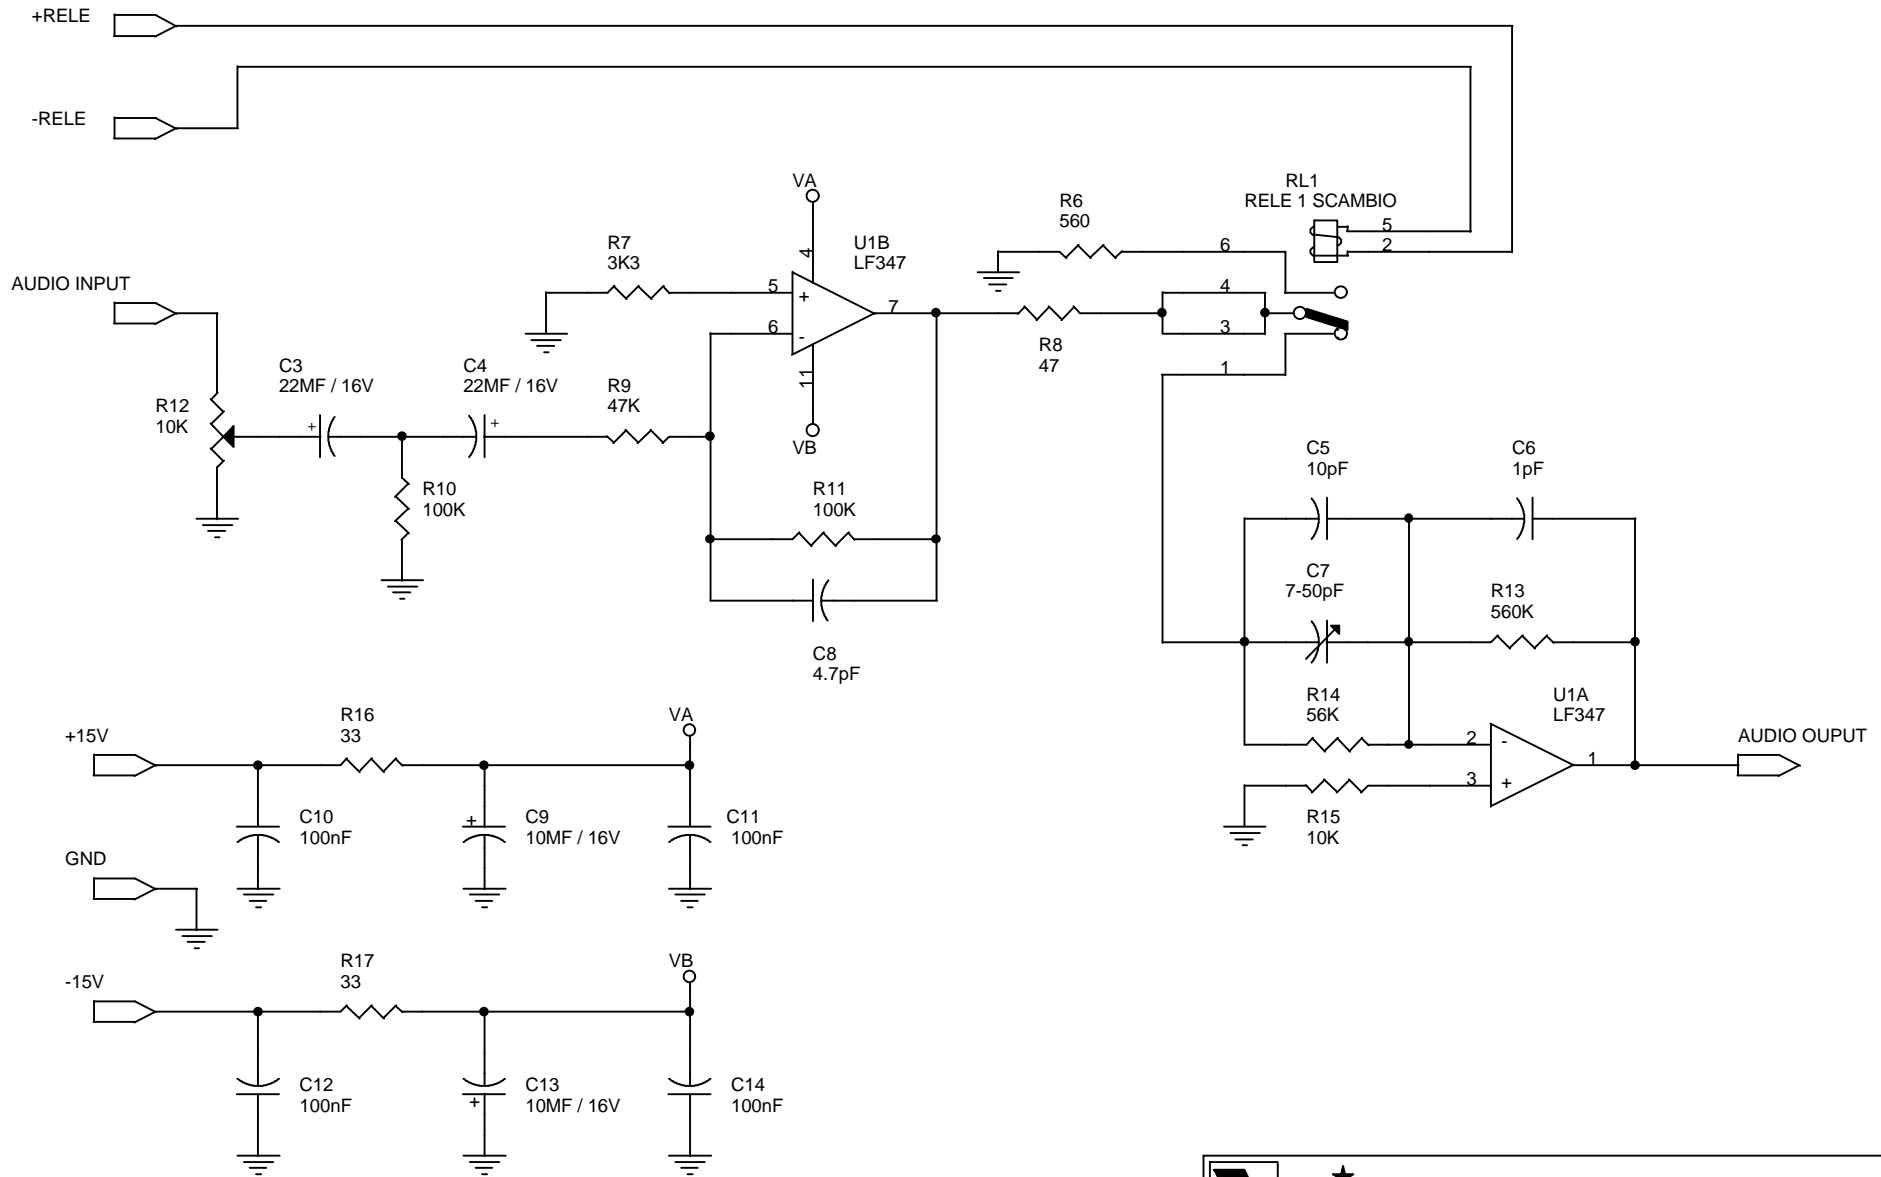 +RELE
-RELE
AUDIO INPUT
R12
10K
C3
22MF / 16V
+
R10
100K
C4
22MF / 16V
+
R9
47K
R7
3K3
VA
4
U1B
LF347
5
+
6
-
7
11
VB
R11
100K
C8
4.7pF
R6
560
R8
47
6
4
3
1
RL1
RELE 1 SCAMBIO
5
2
C5
10pF
C6
1pF
C7
7-50pF
R13
560K
R14
56K
U1A
LF347
2
-
3
+
1
R15
10K
AUDIO OUPUT
+15V
R16
33
VA
C10
100nF
+
C9
10MF / 16V
C11
100nF
GND
-15V
R17
33
VB
C12
100nF
+
C13
10MF / 16V
C14
100nF